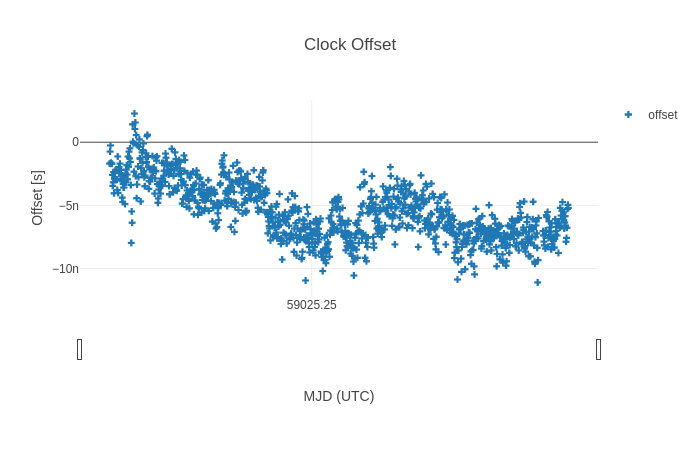 Clock Offset
offset
0
−5n
−10n
Offset [s]
59025.25
MJD (UTC)